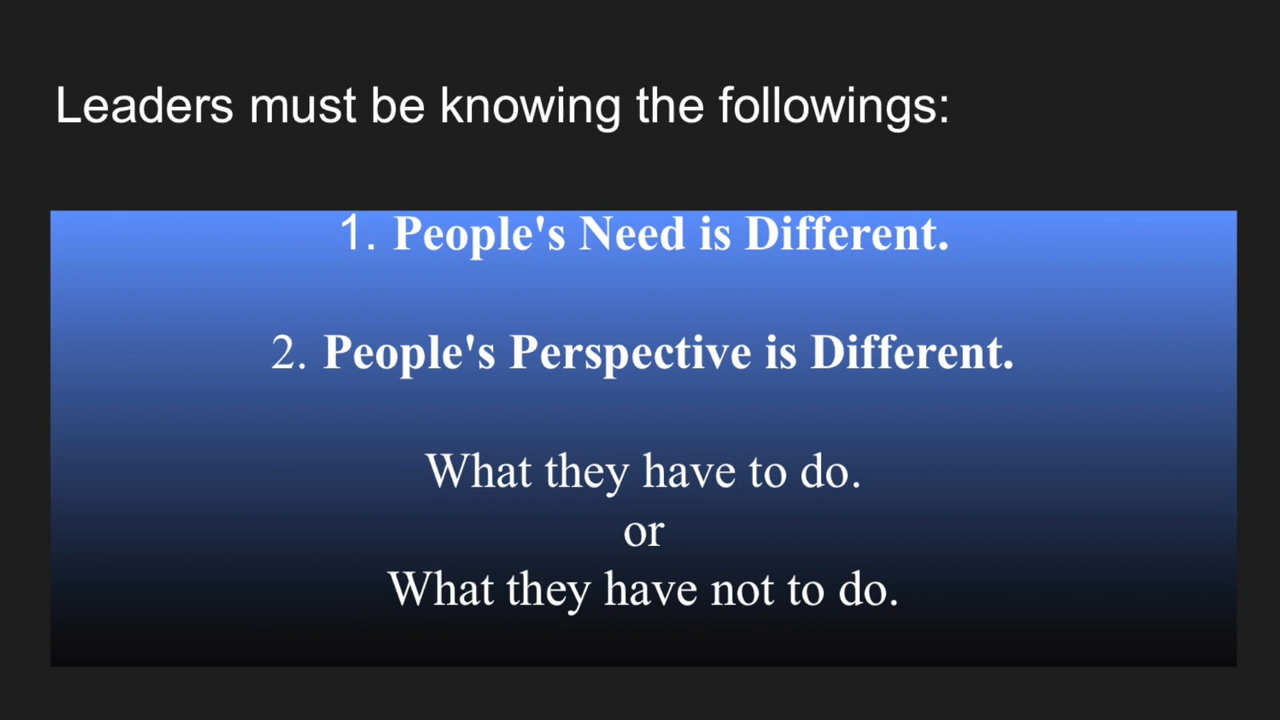 Leaders must be knowing the followings:
1. People's Need is Different.
2. People's Perspective is Different.
What they have to do.
or
What they have not to do.